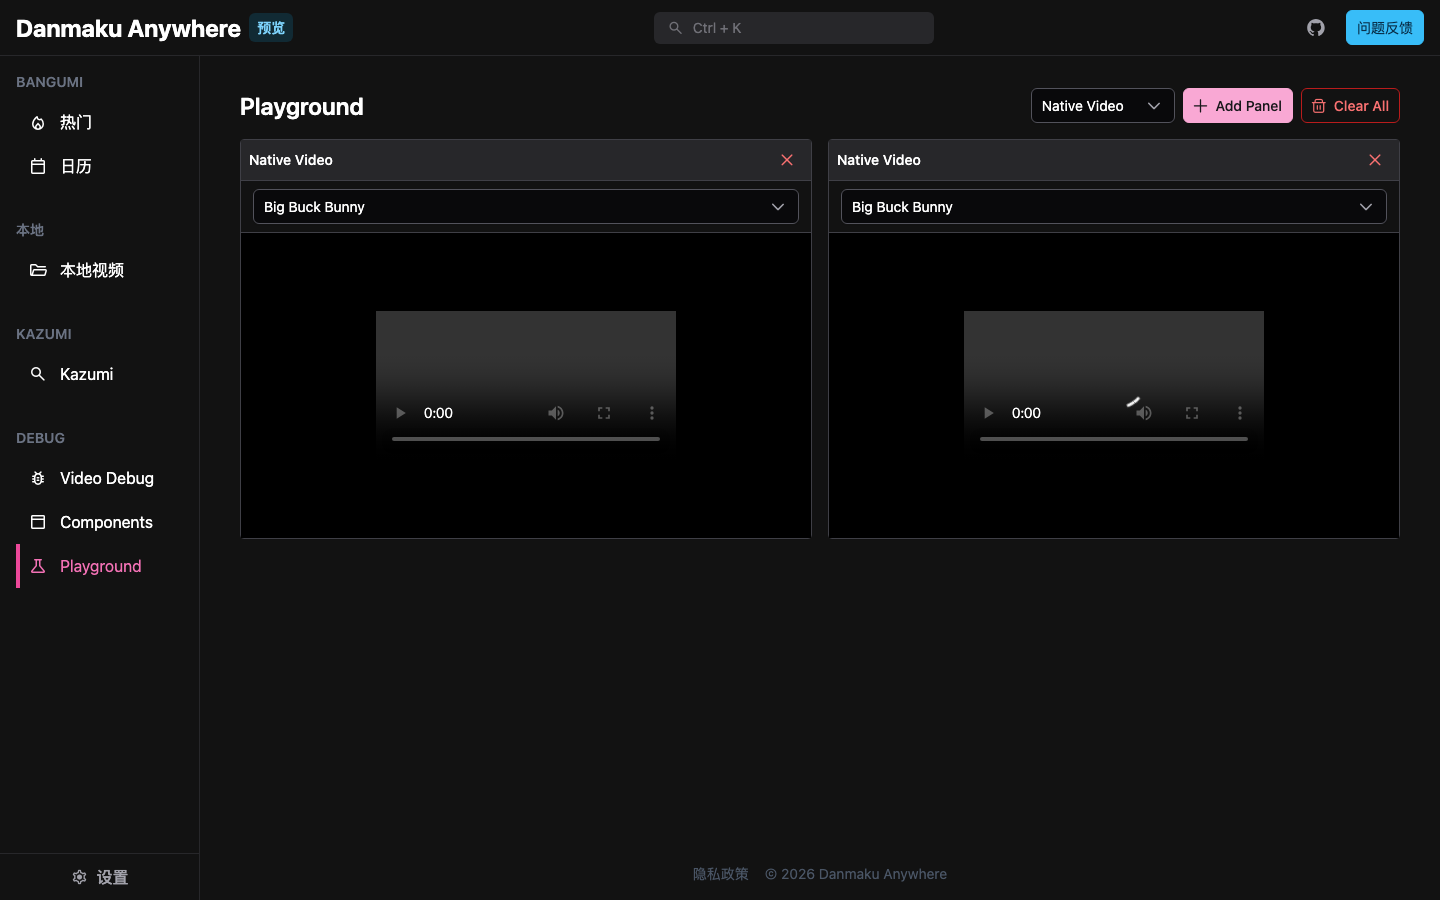 Danmaku Anywhere 预览
Ctrl + K
问题反馈
BANGUMI
热门
日历
本地
本地视频
KAZUMI
Kazumi
DEBUG
Video Debug
Components
Playground
设置
Playground
Native Video
Add Panel
Clear All
Native Video
Big Buck Bunny
0:00
Native Video
Big Buck Bunny
0:00
隐私政策 © 2026 Danmaku Anywhere